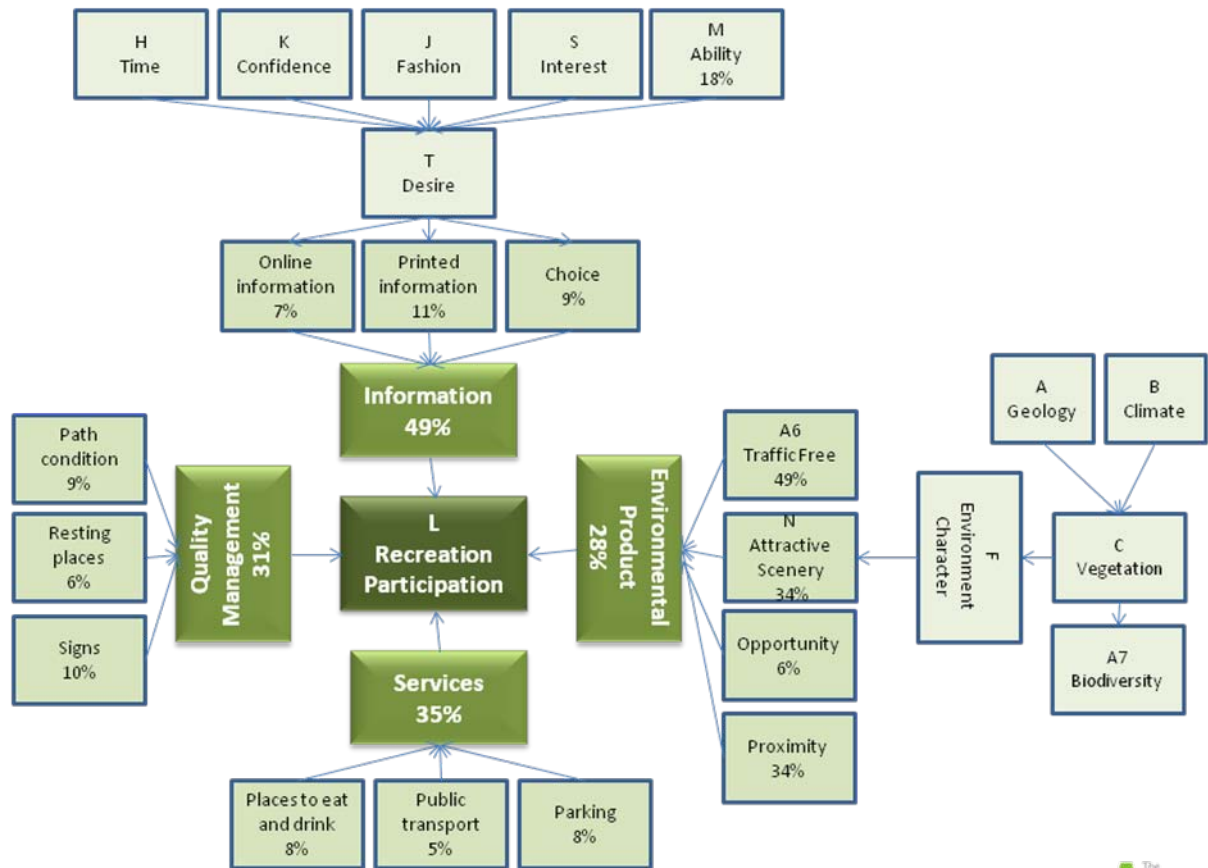 H
Time
K
Confidence
J
Fashion
S
Interest
M
Ability
18%
T
Desire
Online
information
7%
Printed
information
11%
Choice
9%
Information
49%
Path
condition
9%
Resting
places
6%
Signs
10%
Quality
Management
31%
L
Recreation
Participation
Environmental
Product
28%
A6
Traffic Free
49%
N
Attractive
Scenery
34%
Opportunity
6%
Proximity
34%
F
Environment
Character
A
Geology
B
Climate
C
Vegetation
A7
Biodiversity
Services
35%
Places to eat
and drink
8%
Public
transport
5%
Parking
8%
The